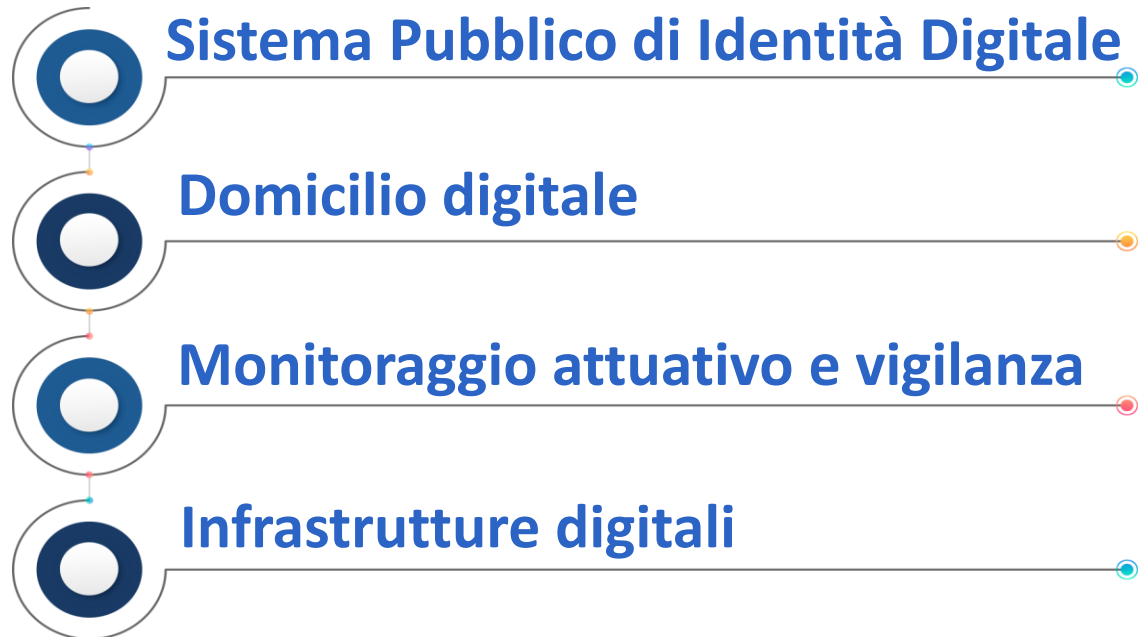 Sistema Pubblico di Identità Digitale
Domicilio digitale
Monitoraggio attuativo e vigilanza
Infrastrutture digitali